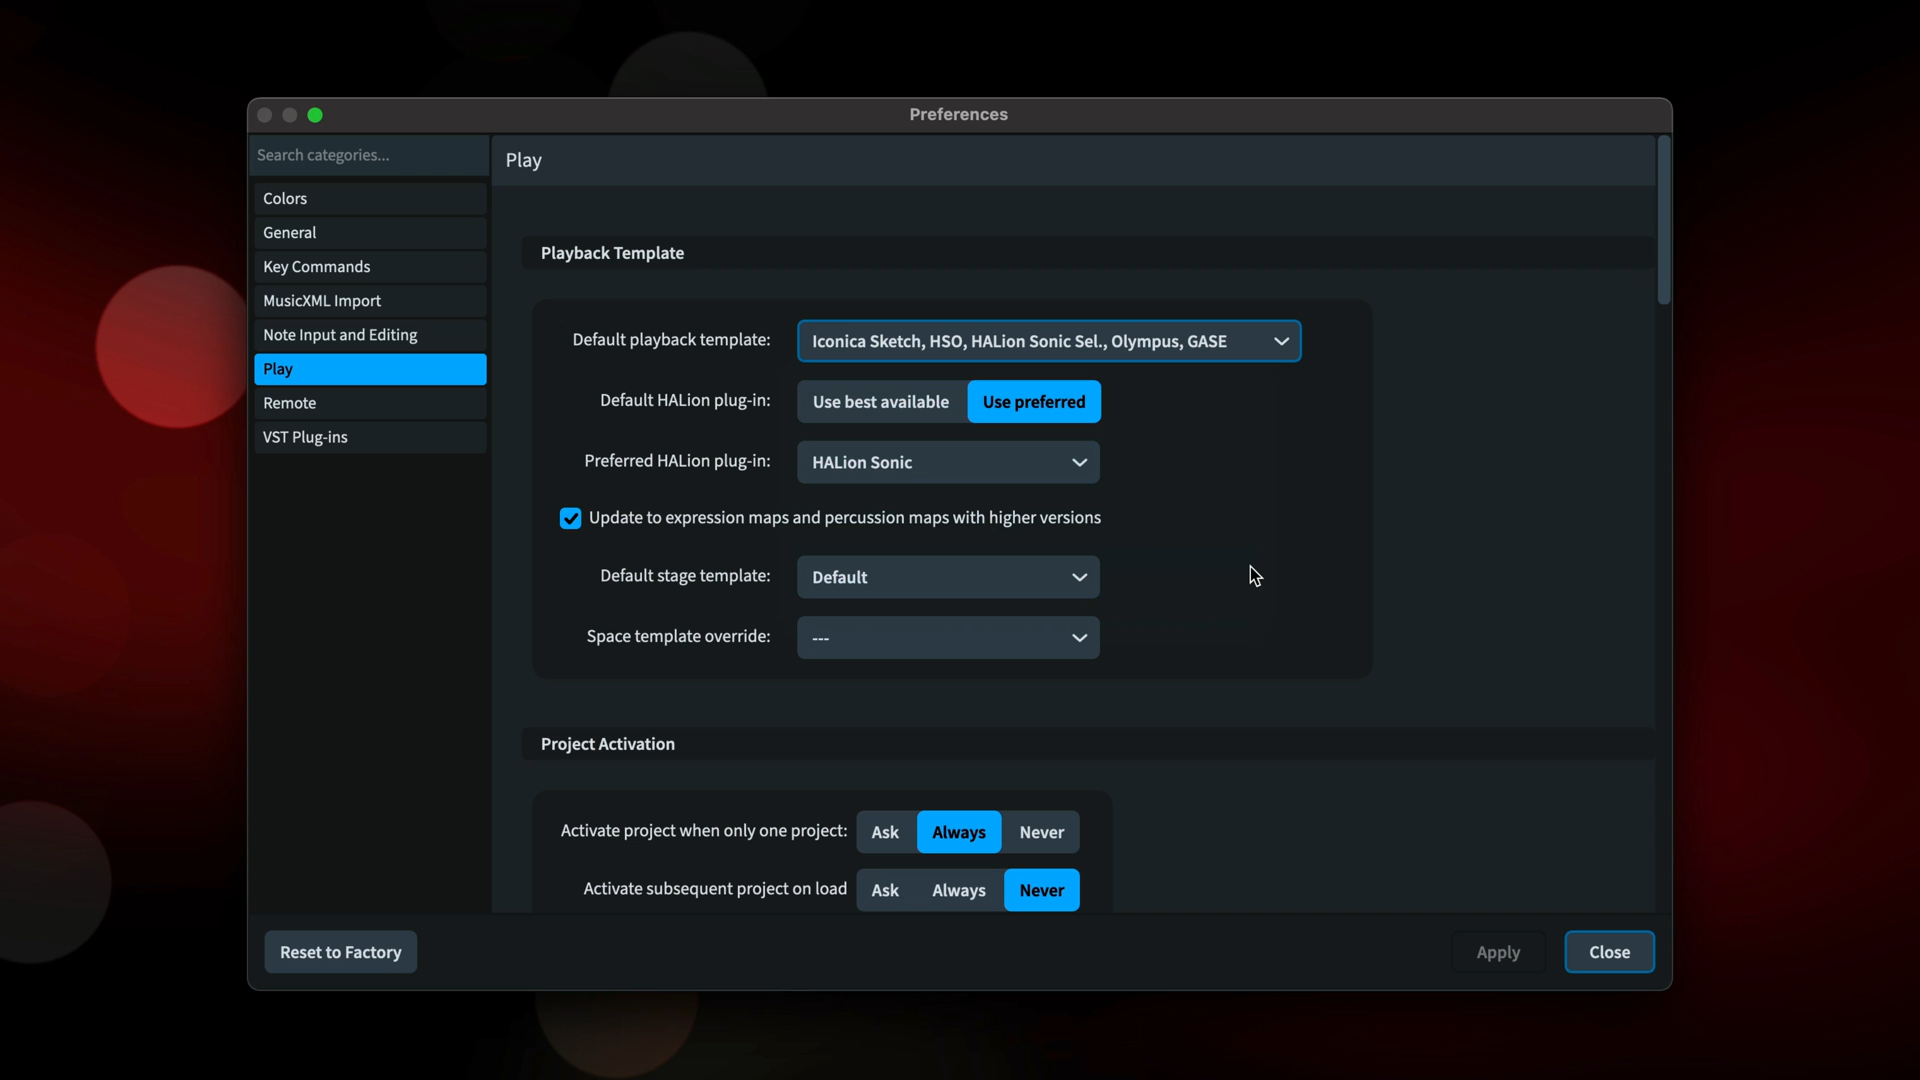 Preferences
Search categories...
Play
Colors
General
Key Commands
MusicXML Import
Note Input and Editing
Play
Remote
VST Plug-ins
Playback Template
Default playback template: Iconica Sketch, HSO, HALion Sonic Sel., Olympus, GASE
Default HALion plug-in: Use best available Use preferred
Preferred HALion plug-in: HALion Sonic
Update to expression maps and percussion maps with higher versions
Default stage template: Default
Space template override: ---
Project Activation
Activate project when only one project: Ask Always Never
Activate subsequent project on load Ask Always Never
Reset to Factory
Apply
Close